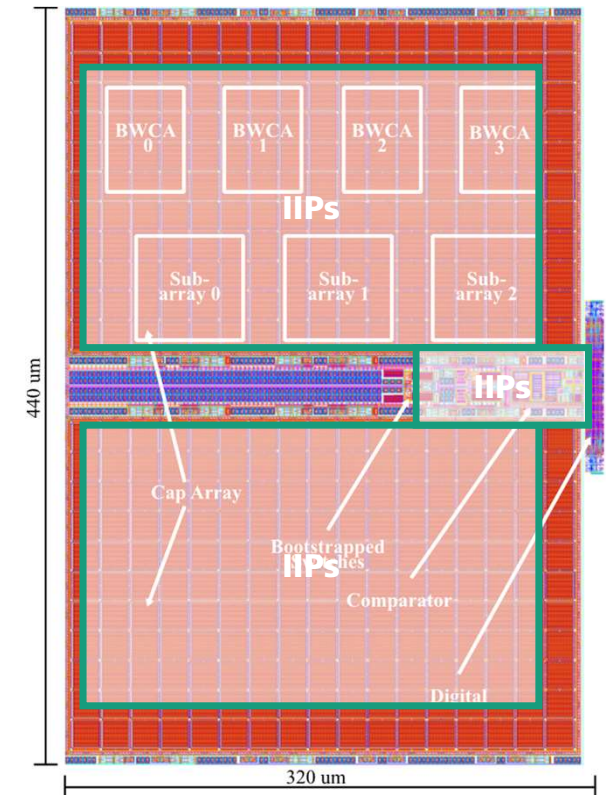 BWCA
0
BWCA
1
BWCA
2
BWCA
3
IIPs
Sub-
array 0
Sub-
array 1
Sub-
array 2
440 um
IIPs
Cap Array
Bootstrapped
IIPs
Comparator
Digital
320 um